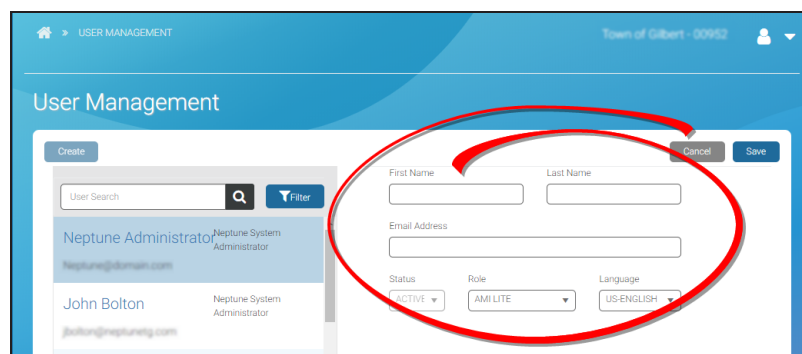 » USER MANAGEMENT
Town of Gilbert - 00952
User Management
Create
Cancel
Save
First Name
Last Name
User Search
Filter
Email Address
Neptune Administrator
Neptune System
Administrator
Neptune@domain.com
Status
Role
Language
ACTIVE
AMI LITE
US-ENGLISH
John Bolton
Neptune System
Administrator
jbolton@neptunetg.com